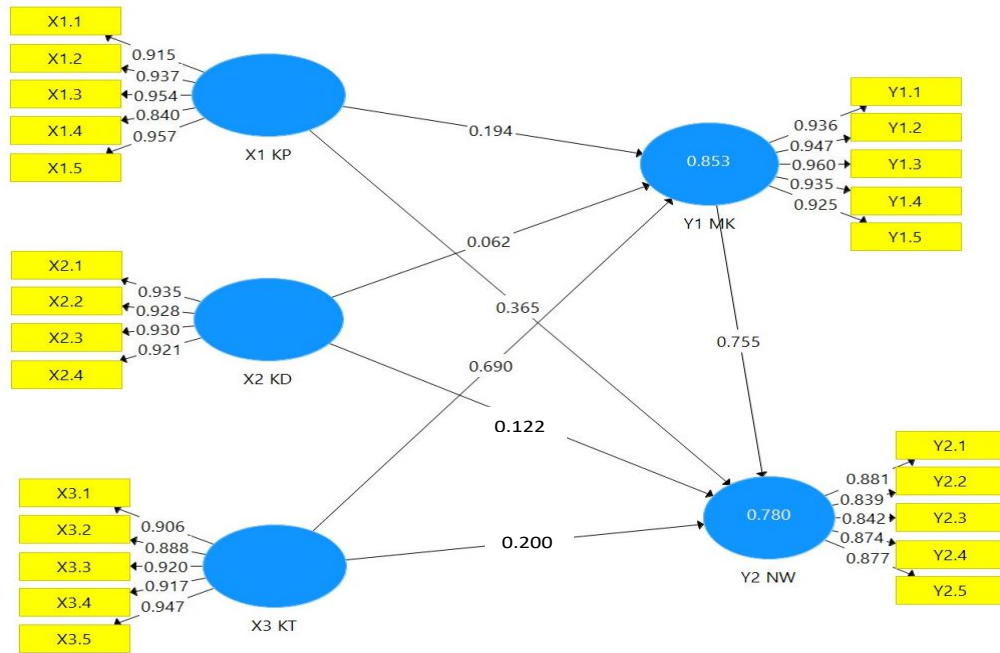 X1.1
X1.2
X1.3
X1.4
X1.5
0.915
0.937
0.954
0.840
0.957
X1 KP
0.194
0.365
Y1.1
Y1.2
Y1.3
Y1.4
Y1.5
0.936
0.947
0.960
0.935
0.925
0.853
Y1 MK
X2.1
X2.2
X2.3
X2.4
0.935
0.928
0.930
0.921
X2 KD
0.062
0.122
0.690
0.755
X3.1
X3.2
X3.3
X3.4
X3.5
0.906
0.888
0.920
0.917
0.947
X3 KT
0.200
0.780
Y2 NW
0.881
0.839
0.842
0.874
0.877
Y2.1
Y2.2
Y2.3
Y2.4
Y2.5